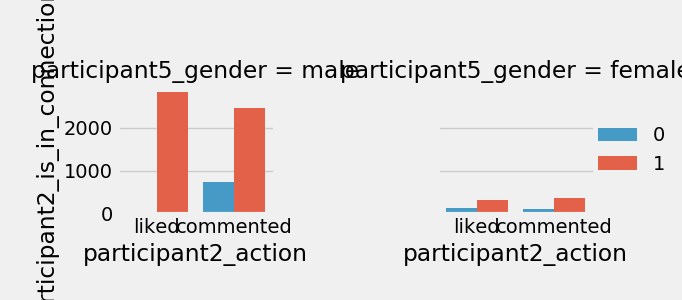 participant5_gender = male
participant5_gender = female
participant2_is_in_connection
2000
1000
0
liked
commented
liked
commented
participant2_action
participant2_action
0
1